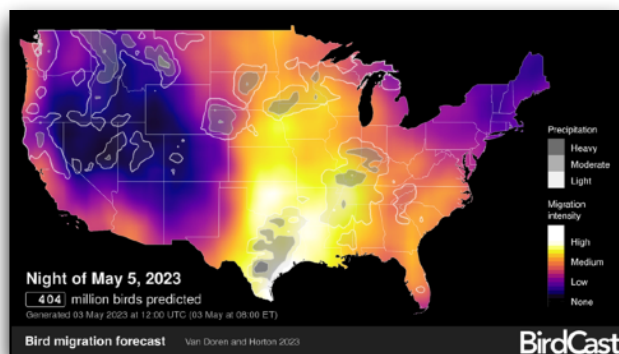 Precipitation
Heavy
Moderate
Light
Migration
intensity
High
Medium
Low
None
Night of May 5, 2023
404 million birds predicted
Generated 03 May 2023 at 12:00 UTC (03 May at 08:00 ET)
Bird migration forecast Van Doren and Horton 2023 BirdCast